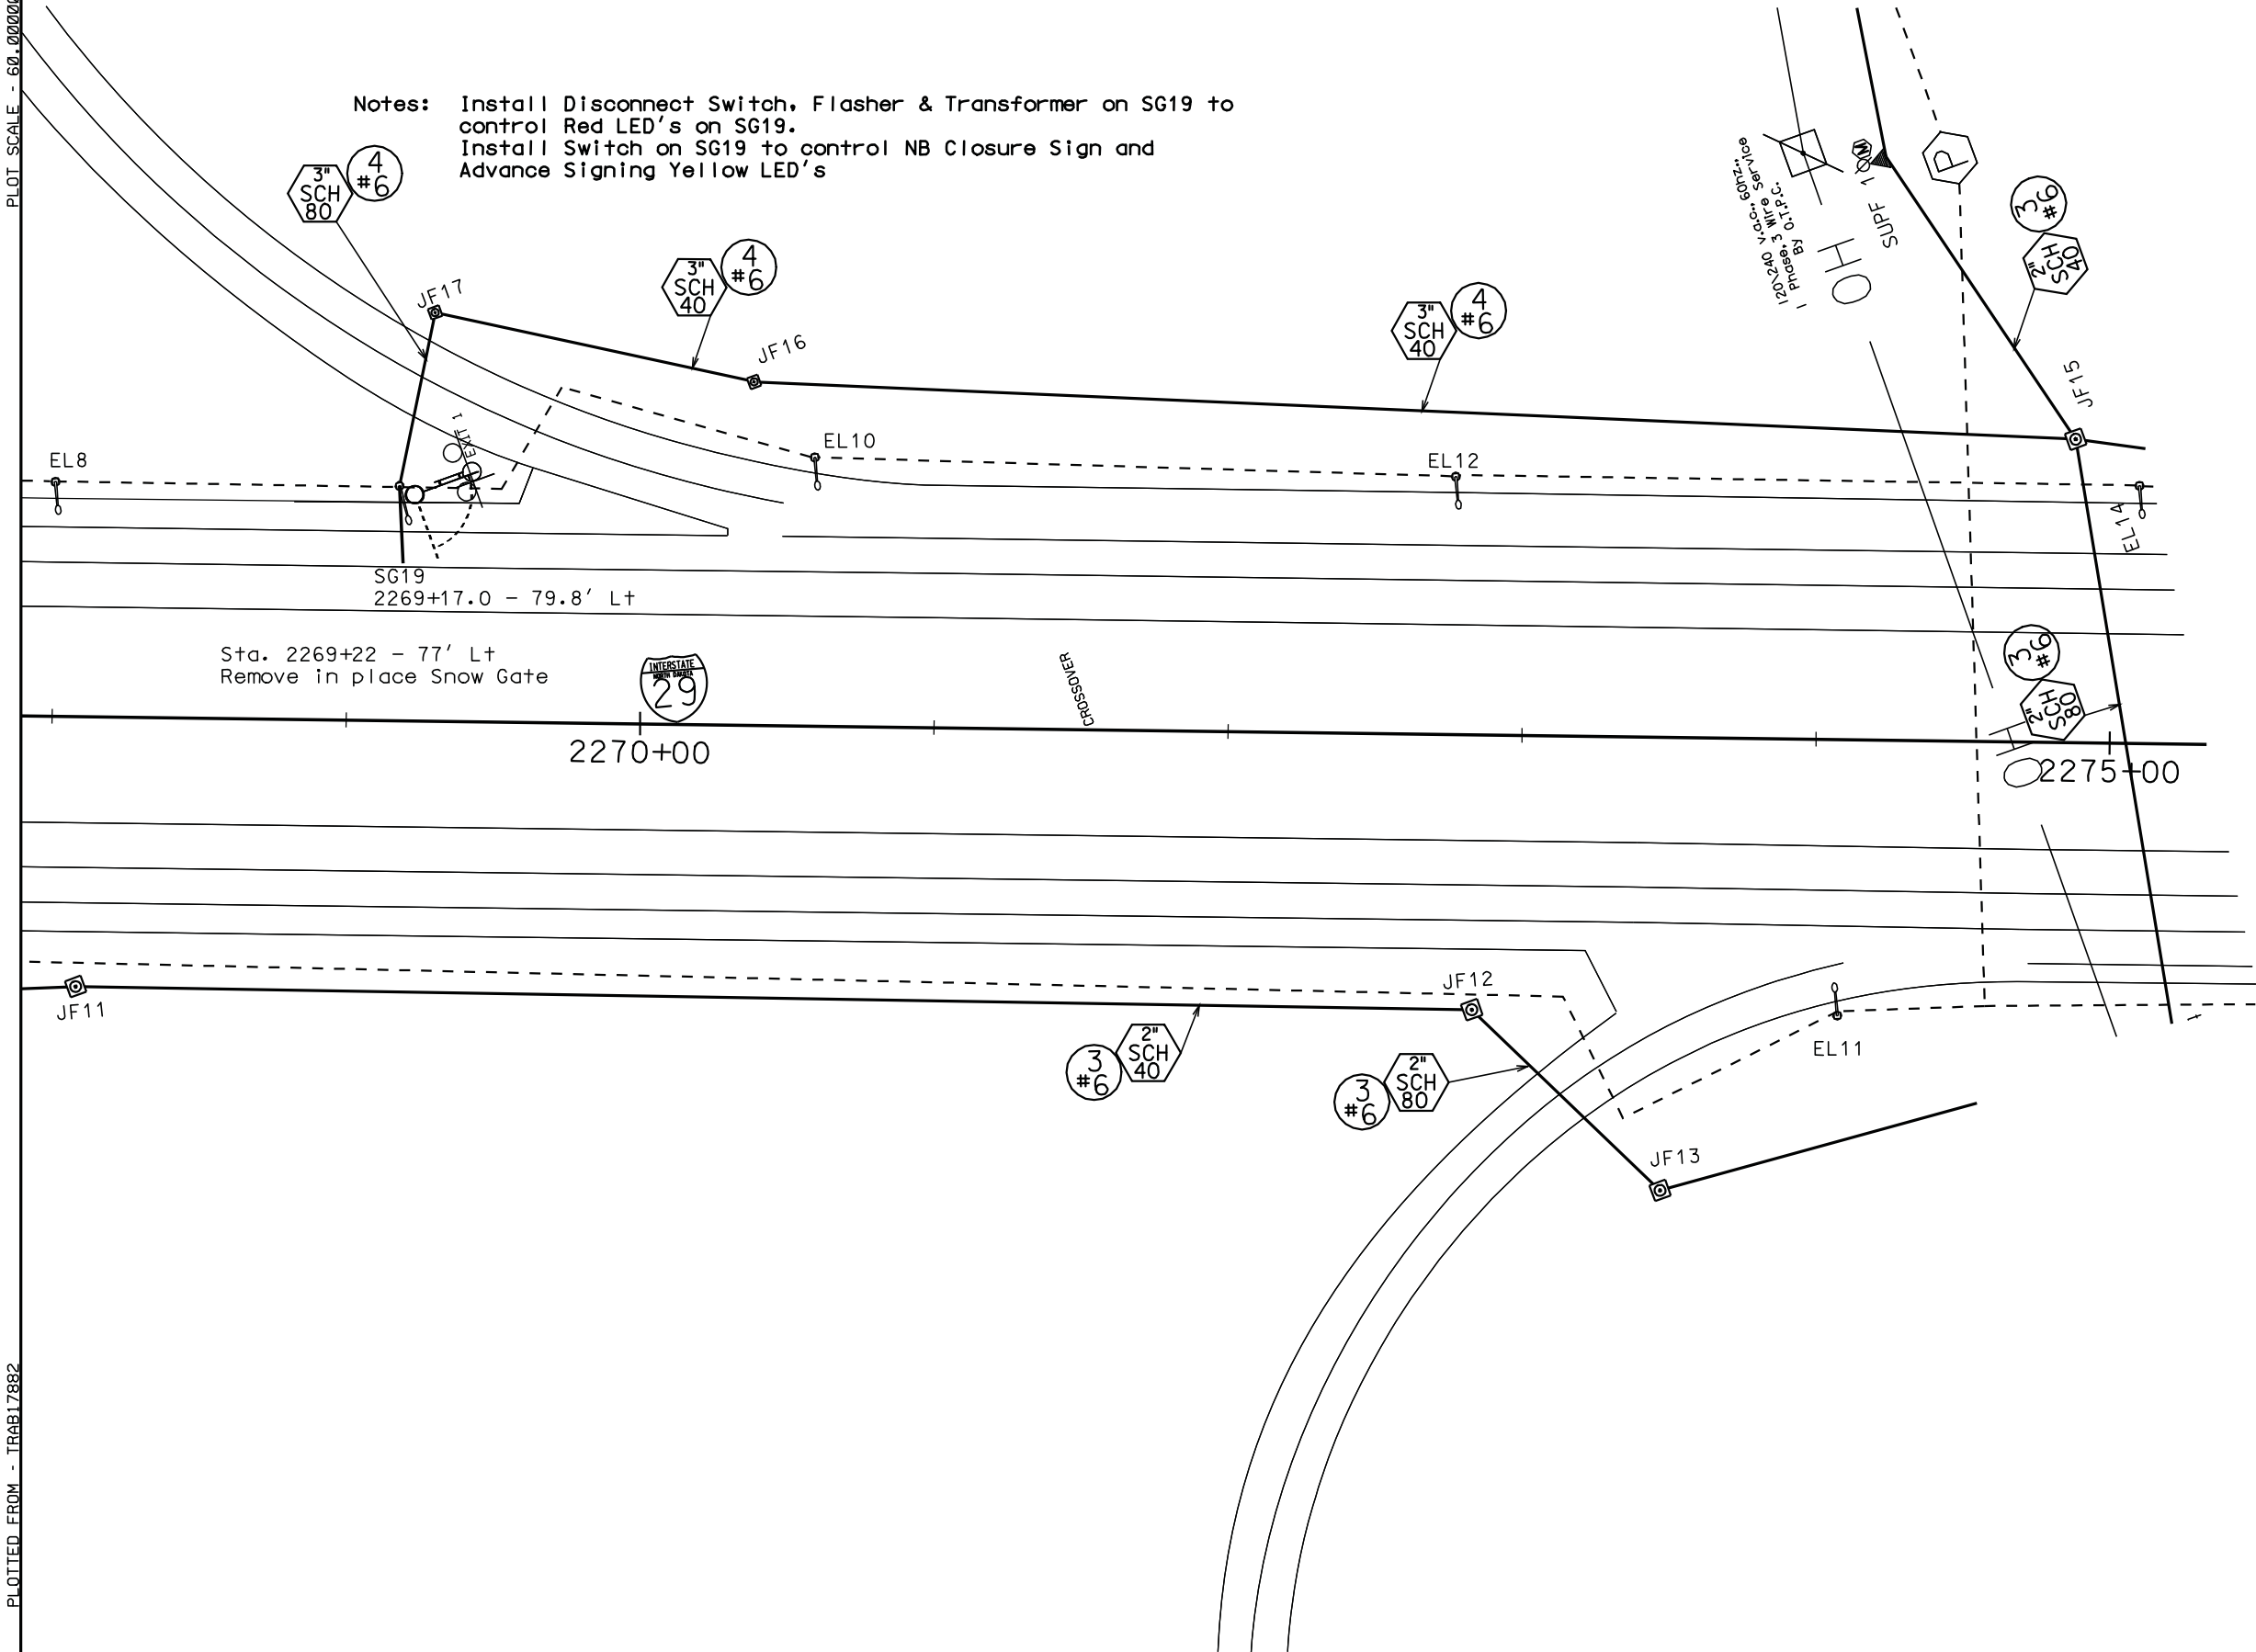 PLOT SCALE - 60.00000
Notes: Install Disconnect Switch, Flasher & Transformer on SG19 to
control Red LED's on SG19.
Install Switch on SG19 to control NB Closure Sign and
Advance Signing Yellow LED's
3"
SCH
80
4
#6
3"
SCH
40
4
#6
3"
SCH
40
4
#6
120\240 v.a.c., 60hz.,
1 Phase, 3 Wire Service
By O.T.P.C.
W
SUPF 10
OH
P
3
#6
2"
SCH
40
JF17
JF16
JF15
EL8
EXIT 1
EL10
EL12
EL14
SG19
2269+17.0 - 79.8' Lt
Sta. 2269+22 - 77' Lt
Remove in place Snow Gate
INTERSTATE
NORTH DAKOTA
29
CROSSOVER
3
#6
2"
SCH
80
OH
2270+00
2275+00
JF11
JF12
EL11
3
#6
2"
SCH
40
3
#6
2"
SCH
80
JF13
PLOTTED FROM - TRAB17882